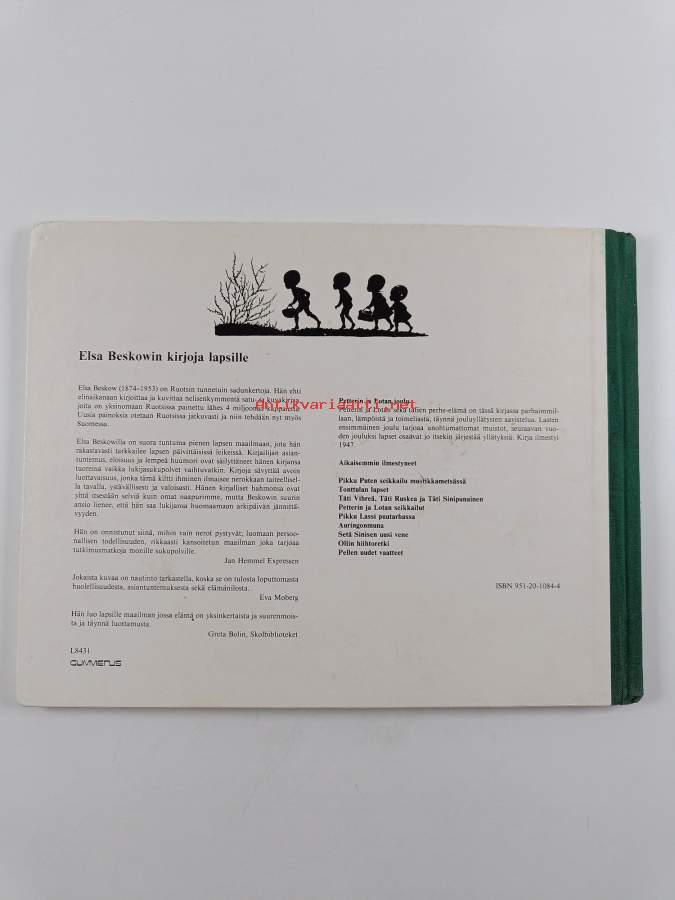 Elsa Beskowin kirjoja lapsille
Elsa Beskow (1874–1953) on Ruotsin tunnetuin sadunkertoja. Hän ehti
elinaikanaan kirjoittaa ja kuvittaa nelisenkymmentä satu- ja kuvakirjaa,
joita on yksinomaan Ruotsissa painettu lähes 4 miljoonaa kappaletta.
Uusia painoksia otetaan Ruotsissa jatkuvasti ja niin tehdään nyt myös
Suomessa.
Elsa Beskowilla on suora tuntuma pienen lapsen maailmaan, jota hän
rakastavasti tarkkailee lapsen päivittäisissä leikeissä. Kirjailijan asian-
tuntemus, eloisuus ja lempeä huumori ovat säilyttäneet hänen kirjansa
tuoreina vaikka lukijasukupolvet vaihtuvatkin. Kirjoja sävyttää avoin
luottavaisuus, jonka tämä kiltti ihminen ilmaisee nerokkaan taiteellisel-
la tavalla, ystävällisesti ja valoisasti. Hänen kirjalliset hahmonsa ovat
yhtä itsestään selviä kuin omat naapurimme, mutta Beskowin suurin
ansio lienee, että hän saa lukijansa huomaamaan arkipäivän jännittä-
vyyden.
Hän on onnistunut siinä, mihin vain nerot pystyvät, luomaan persoo-
nallisen todellisuuden, rikkaasti kansoitetun maailman joka tarjoaa
tutkimusmatkoja monille sukupolville.
Jan Hemmel Expressen
Jokaista kuvaa on nautinto tarkastella, koska se on tulosta loputtomasta
huolellisuudesta, asiantuntemuksesta sekä elämänilosta.
Eva Moberg
Hän luo lapsille maailman jossa elämä on yksinkertaista ja suurenmois-
ta ja täynnä luottamusta.
Greta Bolin, Skolbiblioteket
L8431
GUMMERUS
Petterin ja Lotan joulu
Petterin ja Lotan sekä tätien perhe-elämä on tässä kirjassa parhaimmil-
laan, lämpöistä ja toimeliasta, täynnä jouluyllätysten aavistelua. Lasten
ensimmäinen joulu tarjoaa unohtumattomat muistot, seuraavan vuo-
den jouluksi lapset osaavat jo itsekin järjestää yllätyksiä. Kirja ilmestyi
1947.
Aikaisemmin ilmestyneet
Pikku Puten seikkailu mustikkametsässä
Tonttulan lapset
Täti Vihreä, Täti Ruskea ja Täti Sinipunainen
Petterin ja Lotan seikkailut
Pikku Lassi puutarhassa
Auringonmuna
Setä Sinisen uusi vene
Ollin hiihtoretki
Pellen uudet vaatteet
ISBN 951-20-1084-4
antikvariaatti.net